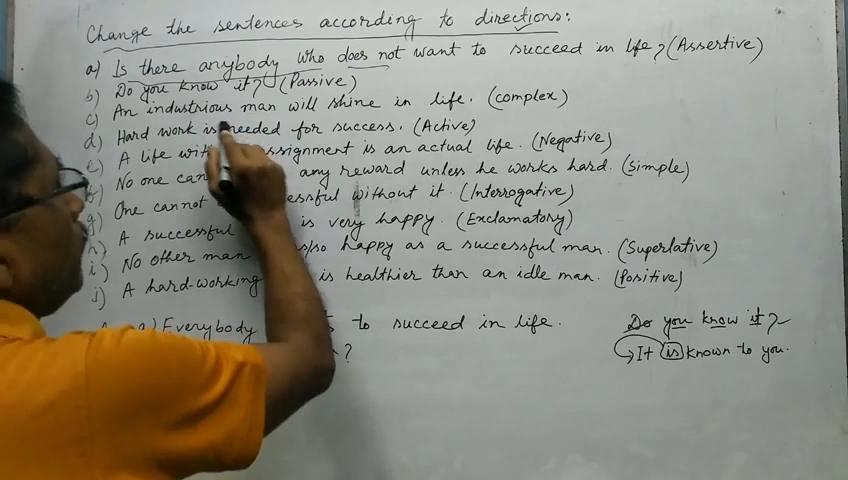 Change the sentences according to directions:
a) Is there anybody who does not want to succeed in life? (Assertive)
b) Do you know it? (Passive)
c) An industrious man will shine in life. (complex)
d) Hard work is needed for success. (Active)
e) A life assignment is an actual life. (Negative)
f) No one can any reward unless he works hard. (Simple)
g) One cannot without it. (Interrogative)
h) A successful is very happy. (Exclamatory)
i) No other man so happy as a successful man. (Superlative)
j) A hard-working is healthier than an idle man. (Positive)
a) Everybody to succeed in life.
?
Do you know it?
It is known to you.